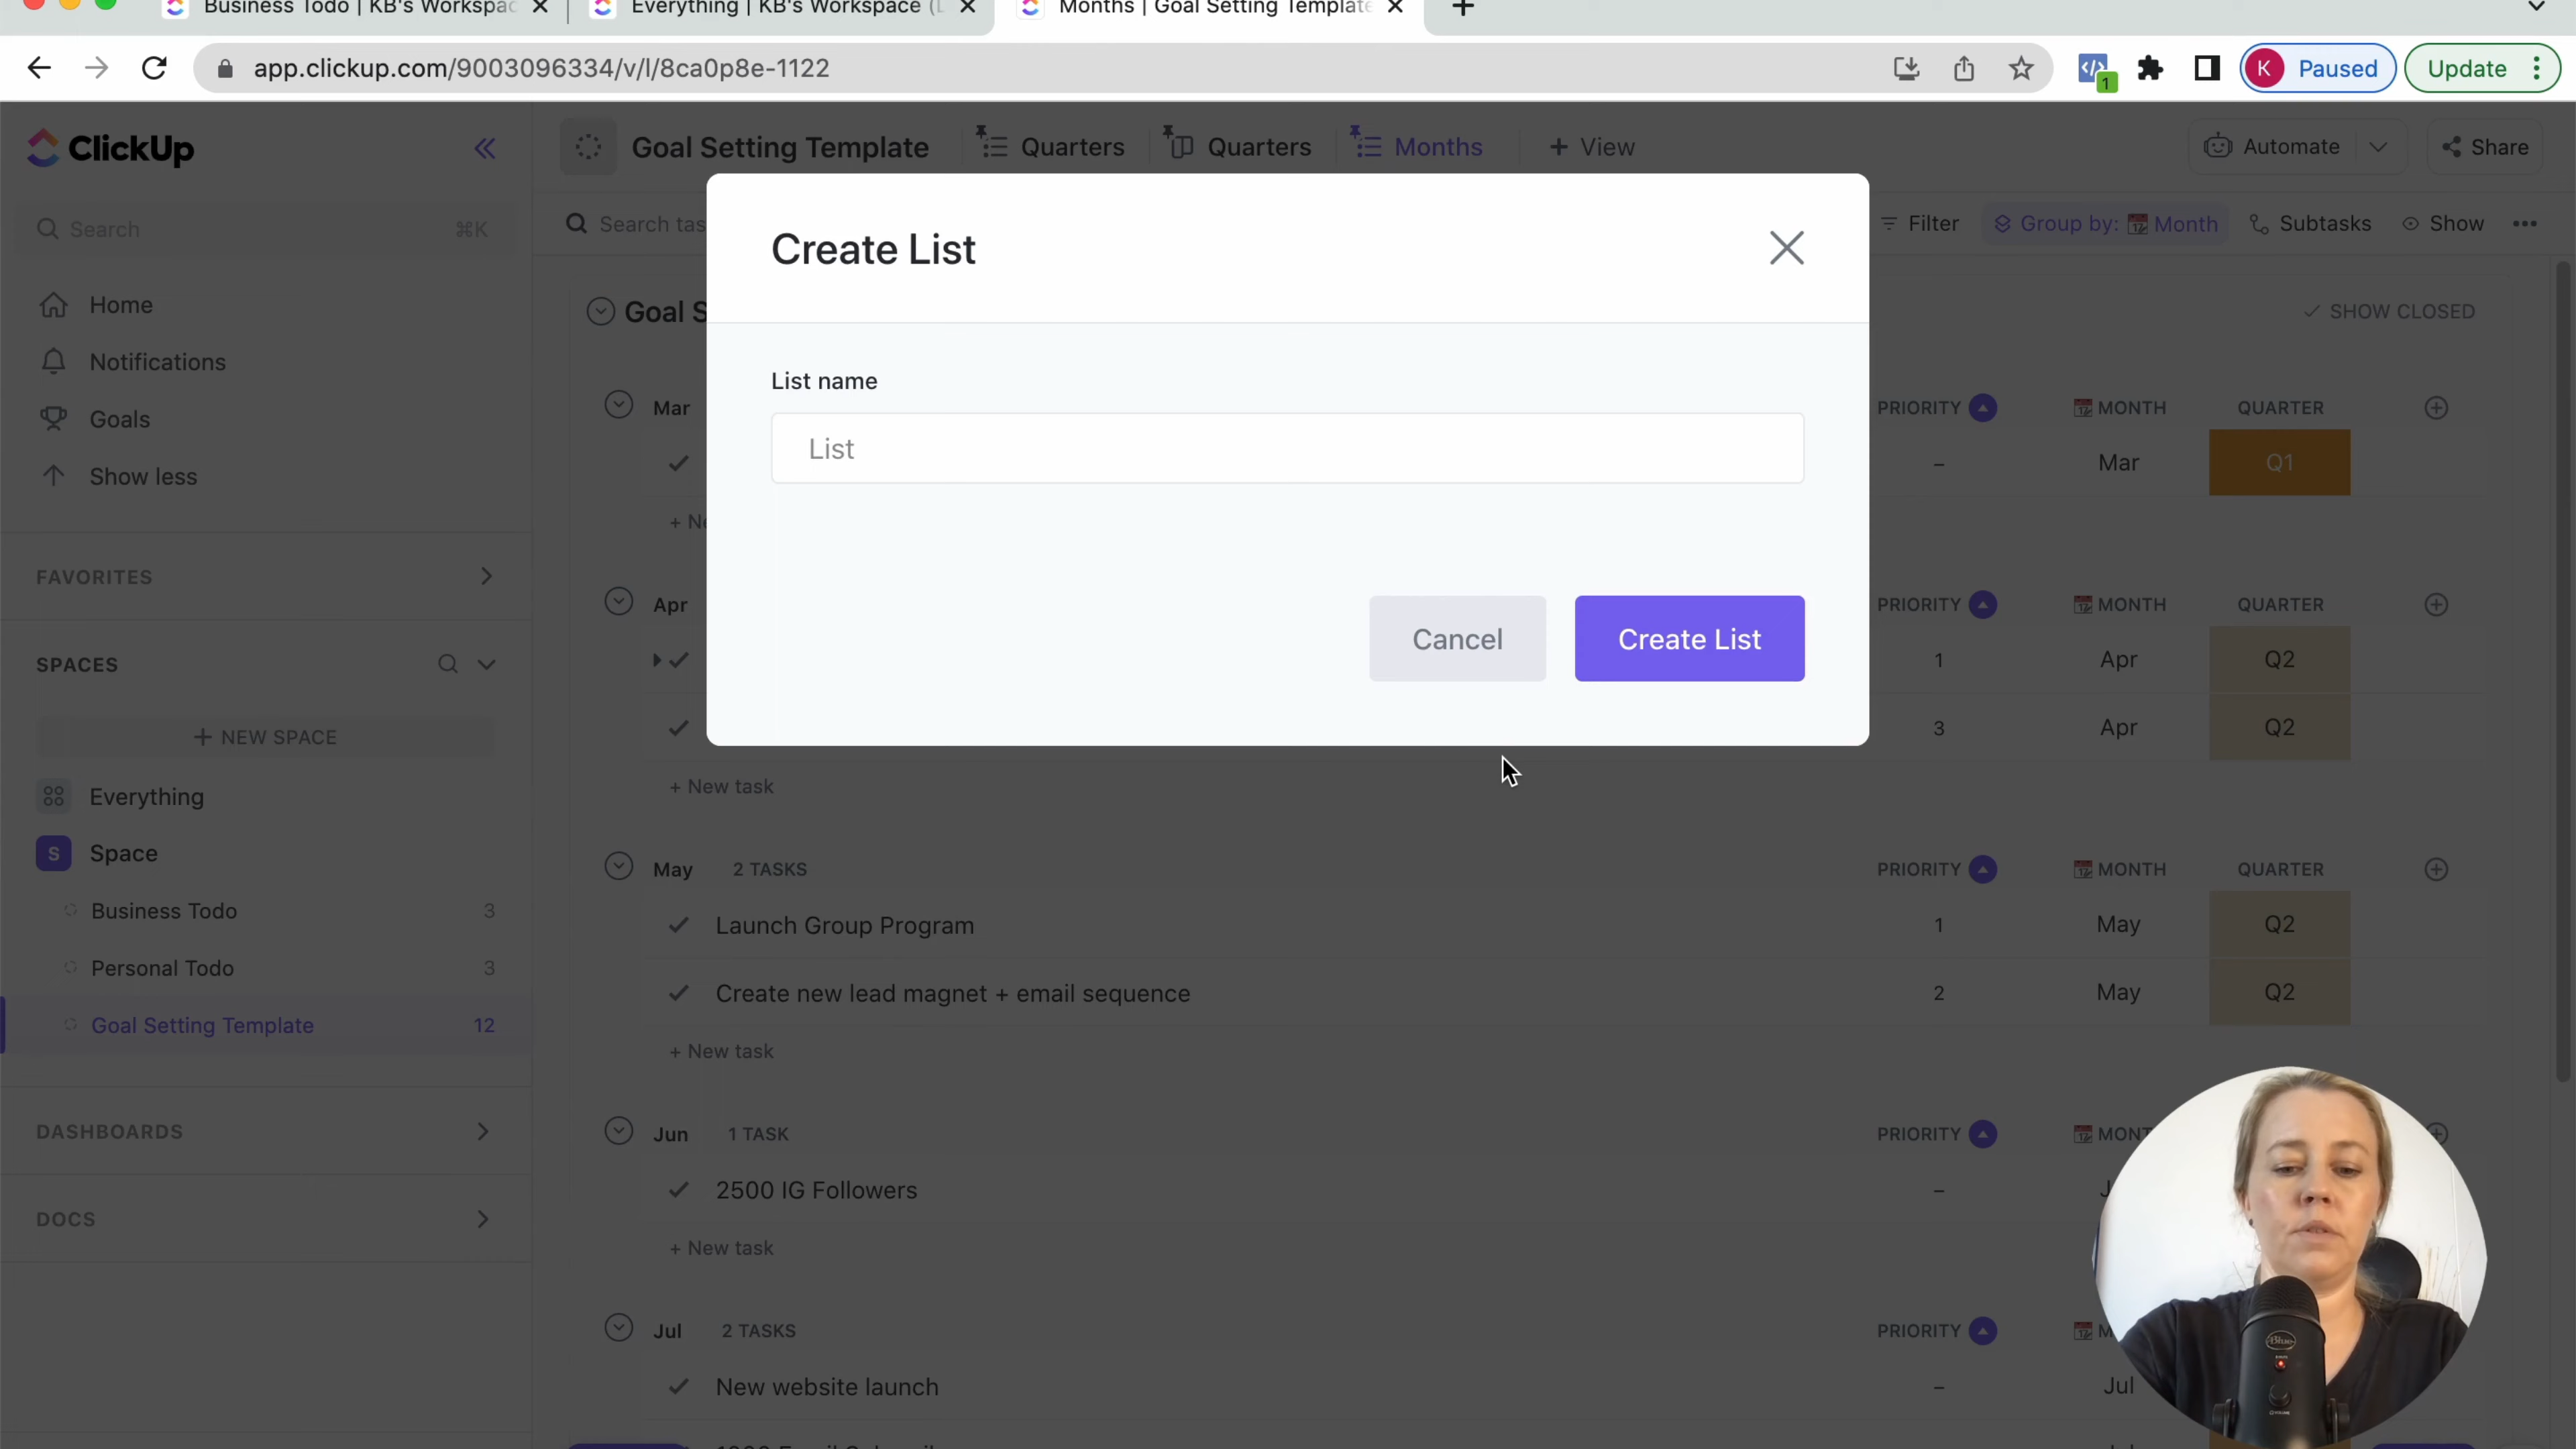 Business Todo | KB's Workspac
Everything | KB's Workspace (L
Months | Goal Setting Template
app.clickup.com/9003096334/v/l/8ca0p8e-1122
1
K Paused
Update
ClickUp
Goal Setting Template
Quarters
Quarters
Months
+ View
Automate
Share
Search
⌘K
Search tas
Filter
Group by: Month
Subtasks
Show
Create List
Home
Goal S
SHOW CLOSED
Notifications
List name
Goals
Mar
PRIORITY
MONTH
QUARTER
List
–
Mar
Q1
Show less
+ Ne
FAVORITES
Apr
PRIORITY
MONTH
QUARTER
Cancel
Create List
SPACES
1
Apr
Q2
+ NEW SPACE
3
Apr
Q2
Everything
+ New task
S Space
May
2 TASKS
PRIORITY
MONTH
QUARTER
Business Todo
3
Launch Group Program
1
May
Q2
Personal Todo
3
Create new lead magnet + email sequence
2
May
Q2
Goal Setting Template
12
+ New task
DASHBOARDS
Jun
1 TASK
PRIORITY
MONT
2500 IG Followers
–
J
DOCS
+ New task
Jul
2 TASKS
PRIORITY
M
Blue
New website launch
–
Jul